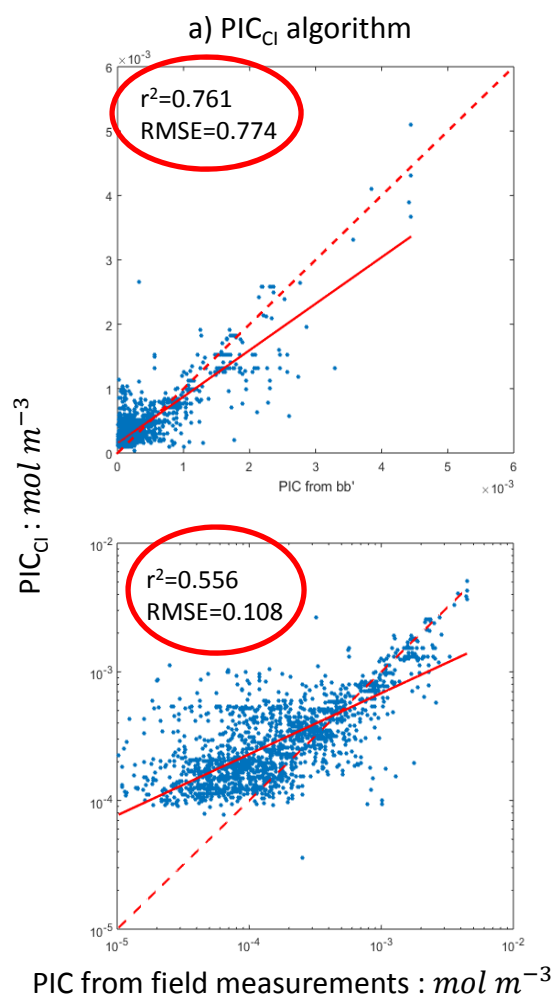 a) PIC_CI algorithm
×10⁻³
r²=0.761
RMSE=0.774
6
5
4
3
2
1
0
0 1 2 3 4 5 6
PIC from bb' ×10⁻³
PIC_CI : mol m⁻³
r²=0.556
RMSE=0.108
10⁻²
10⁻³
10⁻⁴
10⁻⁵
10⁻⁵ 10⁻⁴ 10⁻³ 10⁻²
PIC from field measurements : mol m⁻³